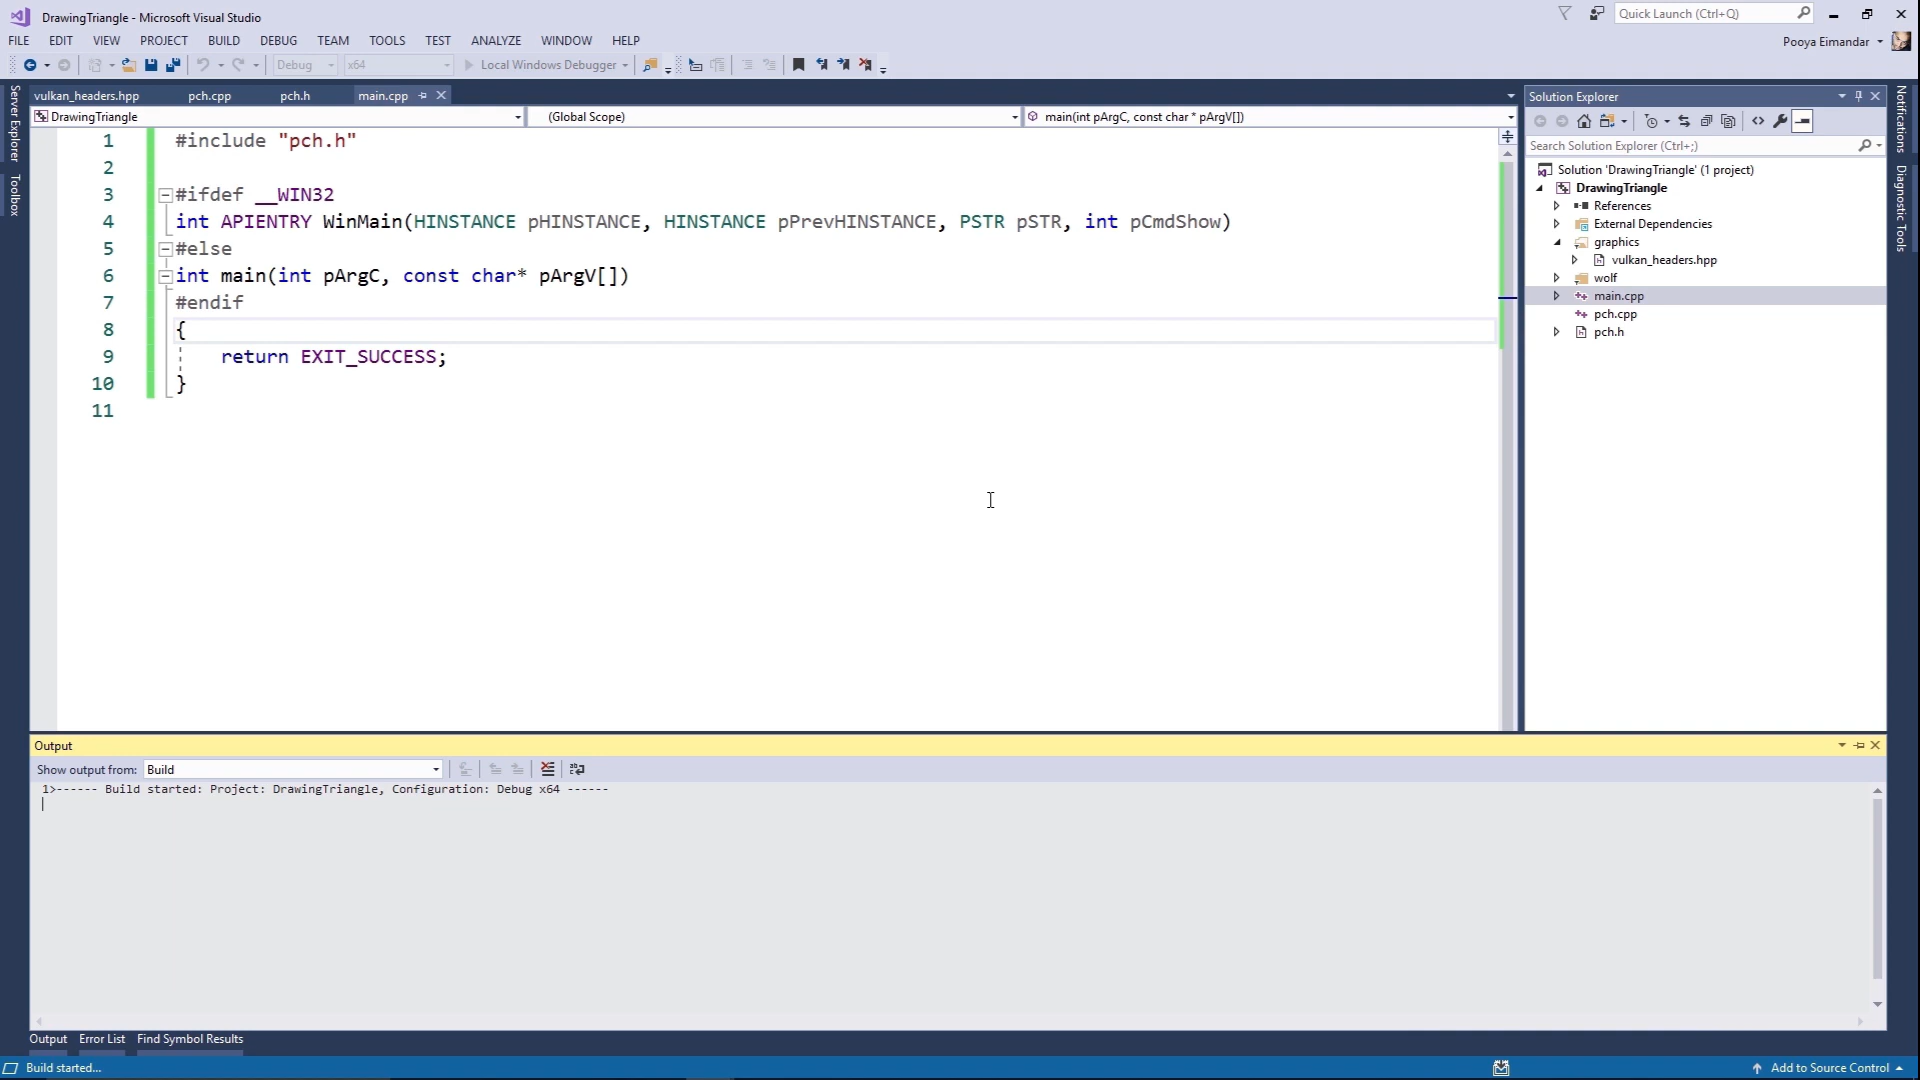 DrawingTriangle - Microsoft Visual Studio
Quick Launch (Ctrl+Q)
FILE EDIT VIEW PROJECT BUILD DEBUG TEAM TOOLS TEST ANALYZE WINDOW HELP
Pooya Eimandar
Debug x64 Local Windows Debugger
Server Explorer
Toolbox
vulkan_headers.hpp pch.cpp pch.h main.cpp
DrawingTriangle (Global Scope) main(int pArgC, const char * pArgV[])
1 #include "pch.h"
2
3 #ifdef __WIN32
4 int APIENTRY WinMain(HINSTANCE pHINSTANCE, HINSTANCE pPrevHINSTANCE, PSTR pSTR, int pCmdShow)
5 #else
6 int main(int pArgC, const char* pArgV[])
7 #endif
8 {
9 return EXIT_SUCCESS;
10 }
11
Solution Explorer
Search Solution Explorer (Ctrl+;)
Solution 'DrawingTriangle' (1 project)
DrawingTriangle
References
External Dependencies
graphics
vulkan_headers.hpp
wolf
main.cpp
pch.cpp
pch.h
Notifications
Diagnostic Tools
Output
Show output from: Build
1>------ Build started: Project: DrawingTriangle, Configuration: Debug x64 ------
Output Error List Find Symbol Results
Build started...
Add to Source Control